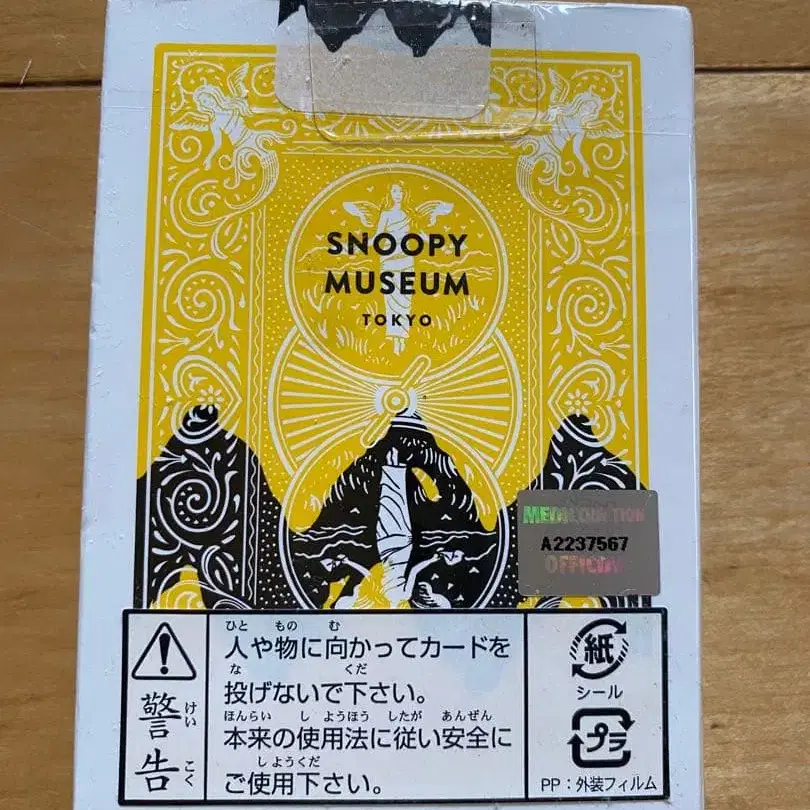 SNOOPY
MUSEUM
TOKYO
A2237567
警告
けいこく
ひと もの む
人や物に向かってカードを
な くだ
投げないで下さい。
ほんらい しようほう したが あんぜん
本来の使用法に従い安全に
しようくだ
ご使用下さい。
紙
シール
プラ
PP：外装フィルム